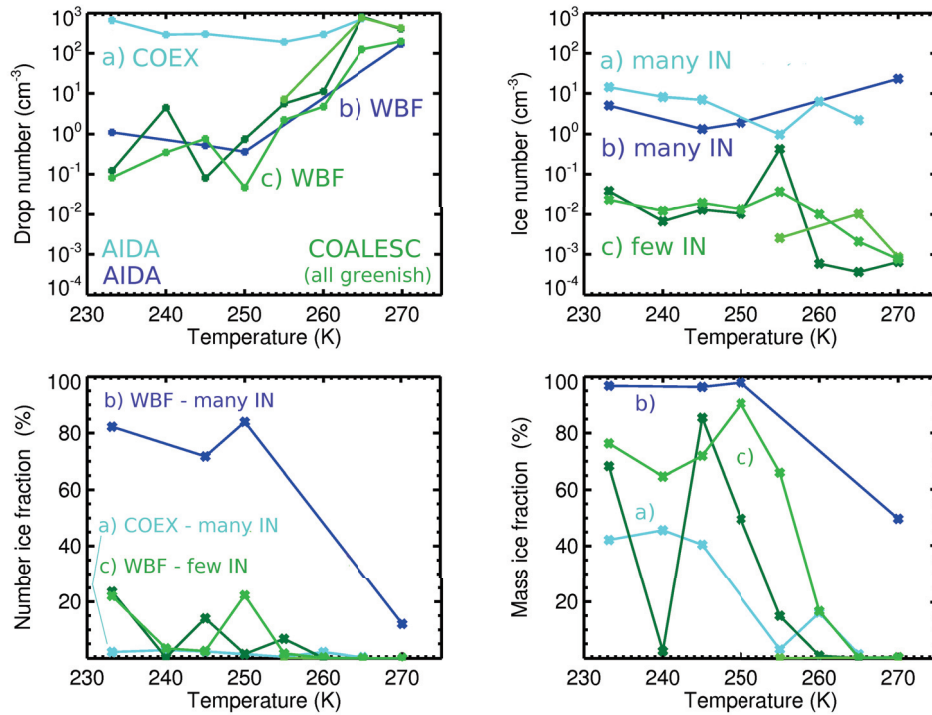 10³
10²
10¹
10⁰
10⁻¹
10⁻²
10⁻³
10⁻⁴
Drop number (cm⁻³)
a) COEX
b) WBF
c) WBF
AIDA
AIDA
COALESC
(all greenish)
230 240 250 260 270
Temperature (K)
10³
10²
10¹
10⁰
10⁻¹
10⁻²
10⁻³
10⁻⁴
Ice number (cm⁻³)
a) many IN
b) many IN
c) few IN
230 240 250 260 270
Temperature (K)
100
80
60
40
20
Number ice fraction (%)
b) WBF - many IN
a) COEX - many IN
c) WBF - few IN
230 240 250 260 270
Temperature (K)
100
80
60
40
20
Mass ice fraction (%)
b)
c)
a)
230 240 250 260 270
Temperature (K)